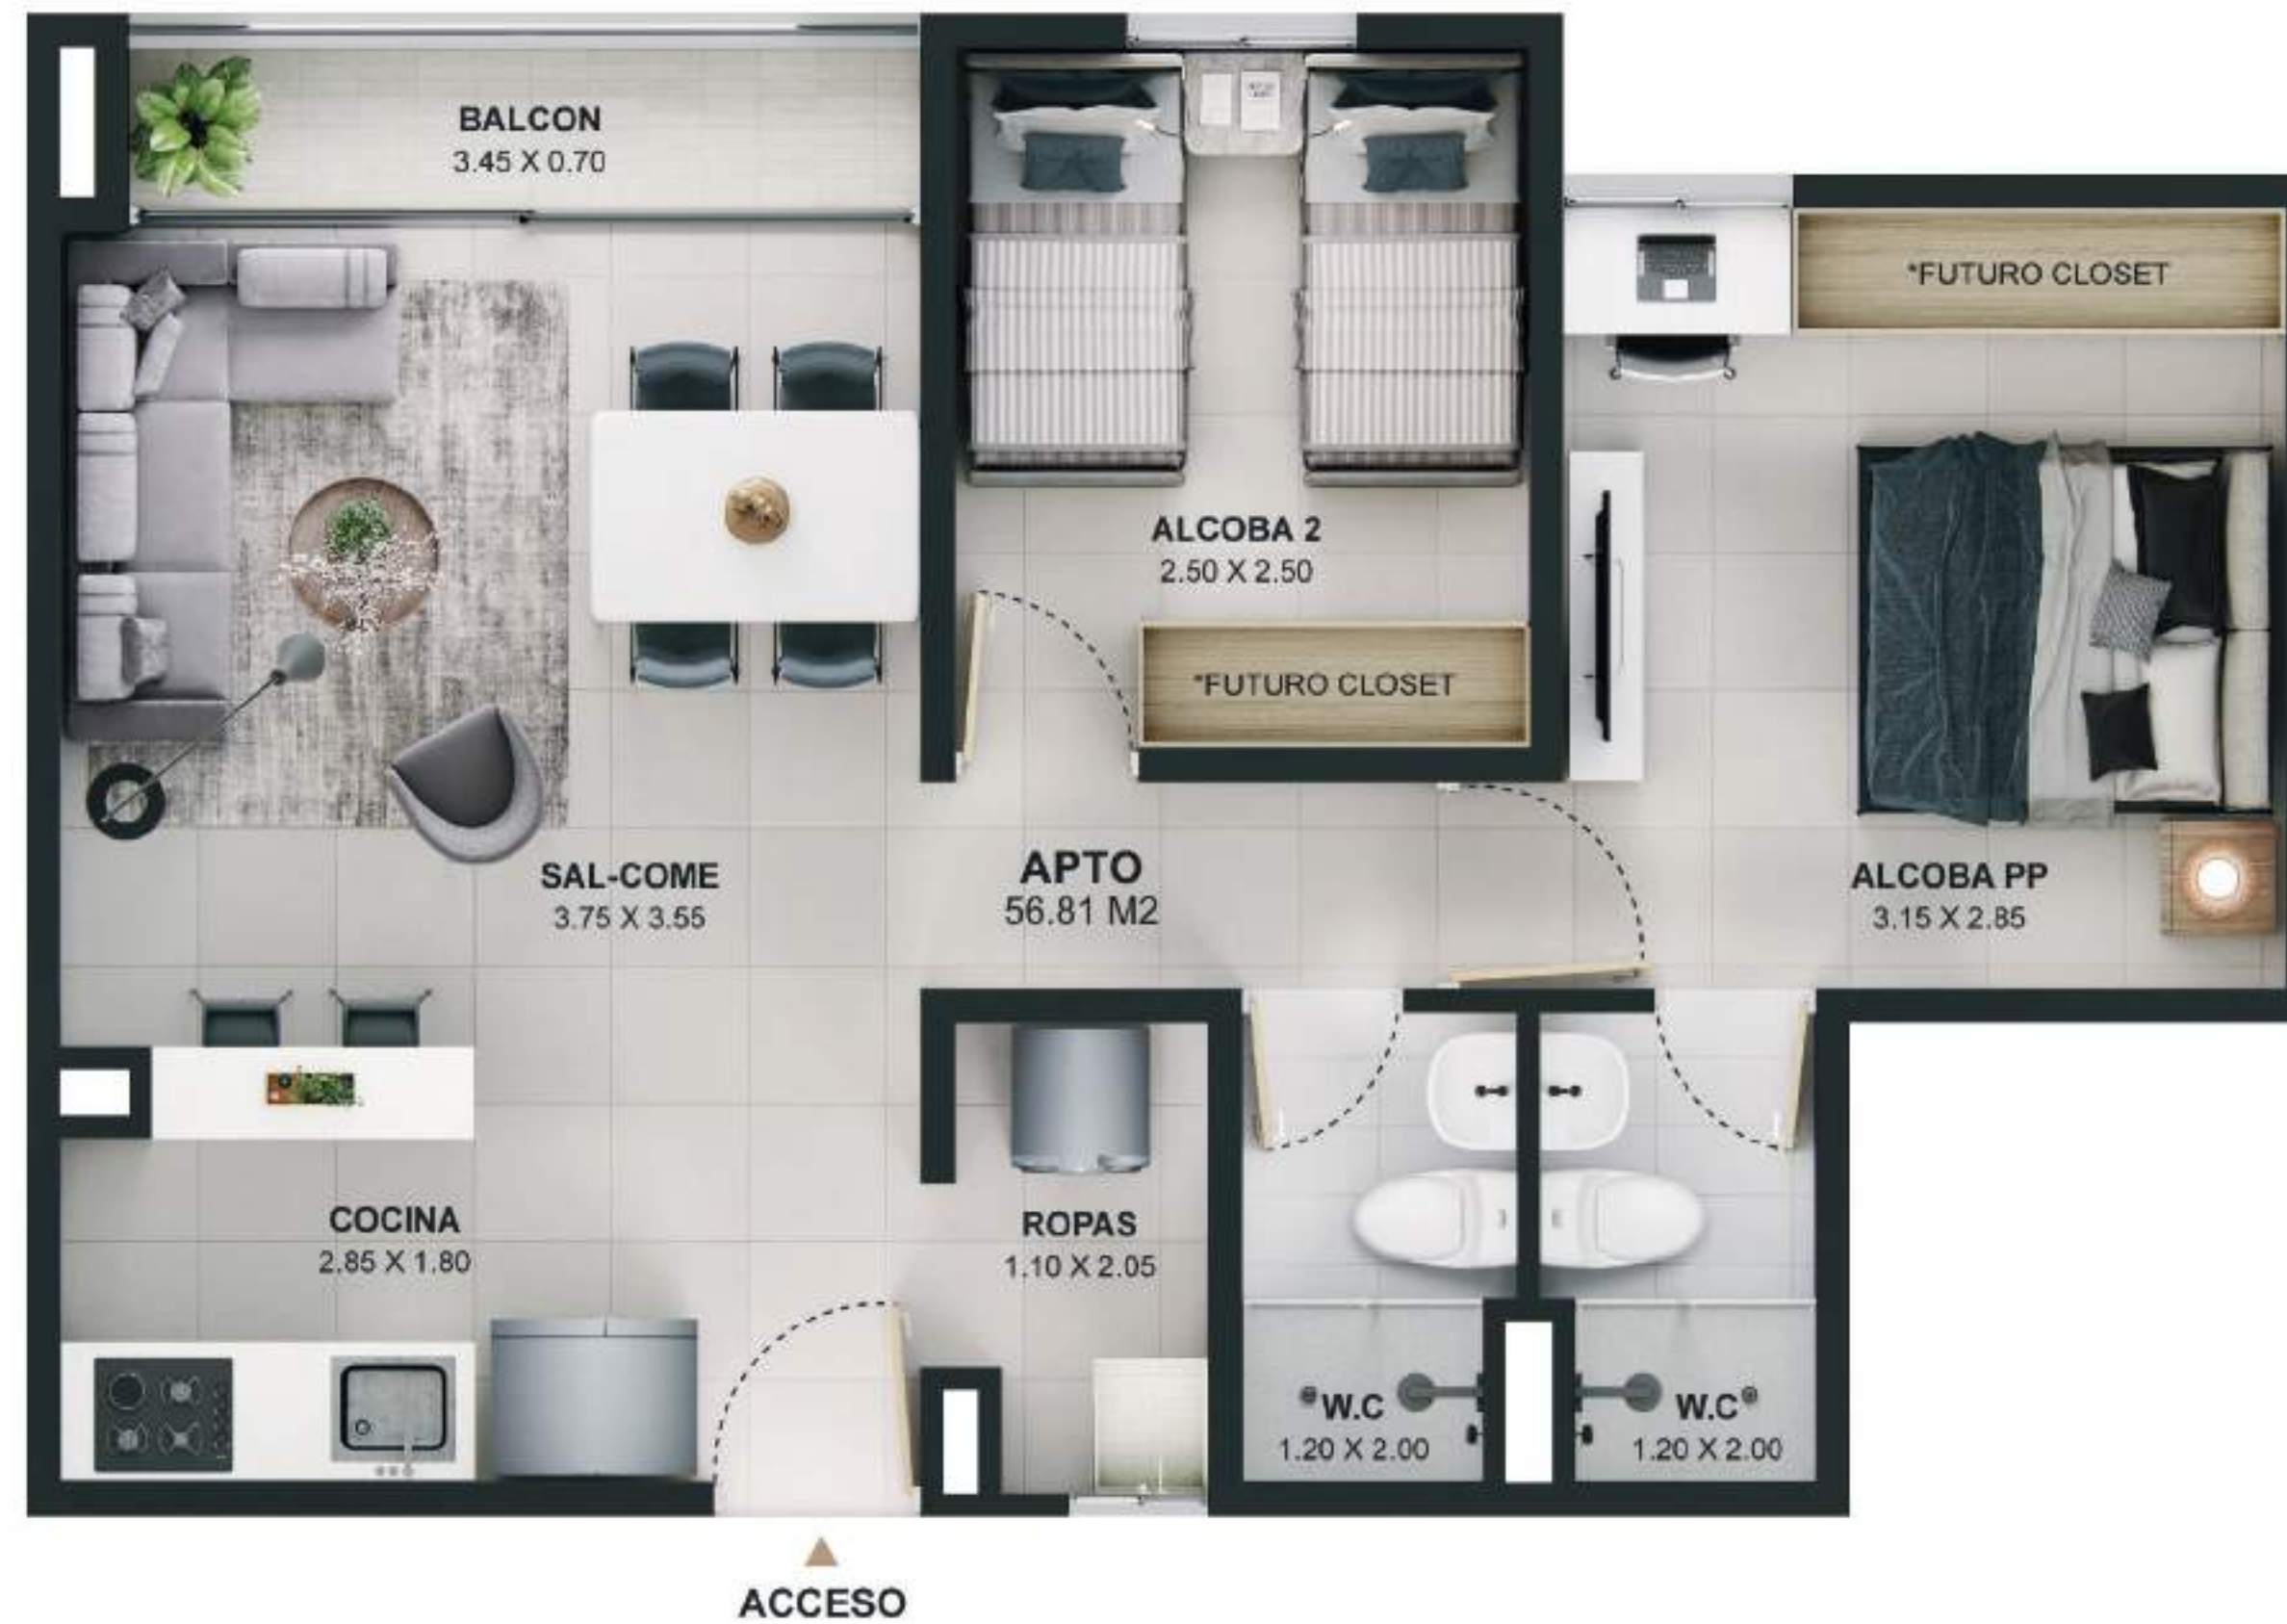 BALCON
3.45 X 0.70
*FUTURO CLOSET
ALCOBA 2
2.50 X 2.50
*FUTURO CLOSET
SAL-COME
3.75 X 3.55
APTO
56.81 M2
ALCOBA PP
3.15 X 2.85
COCINA
2.85 X 1.80
ROPAS
1.10 X 2.05
W.C
1.20 X 2.00
W.C
1.20 X 2.00
ACCESO